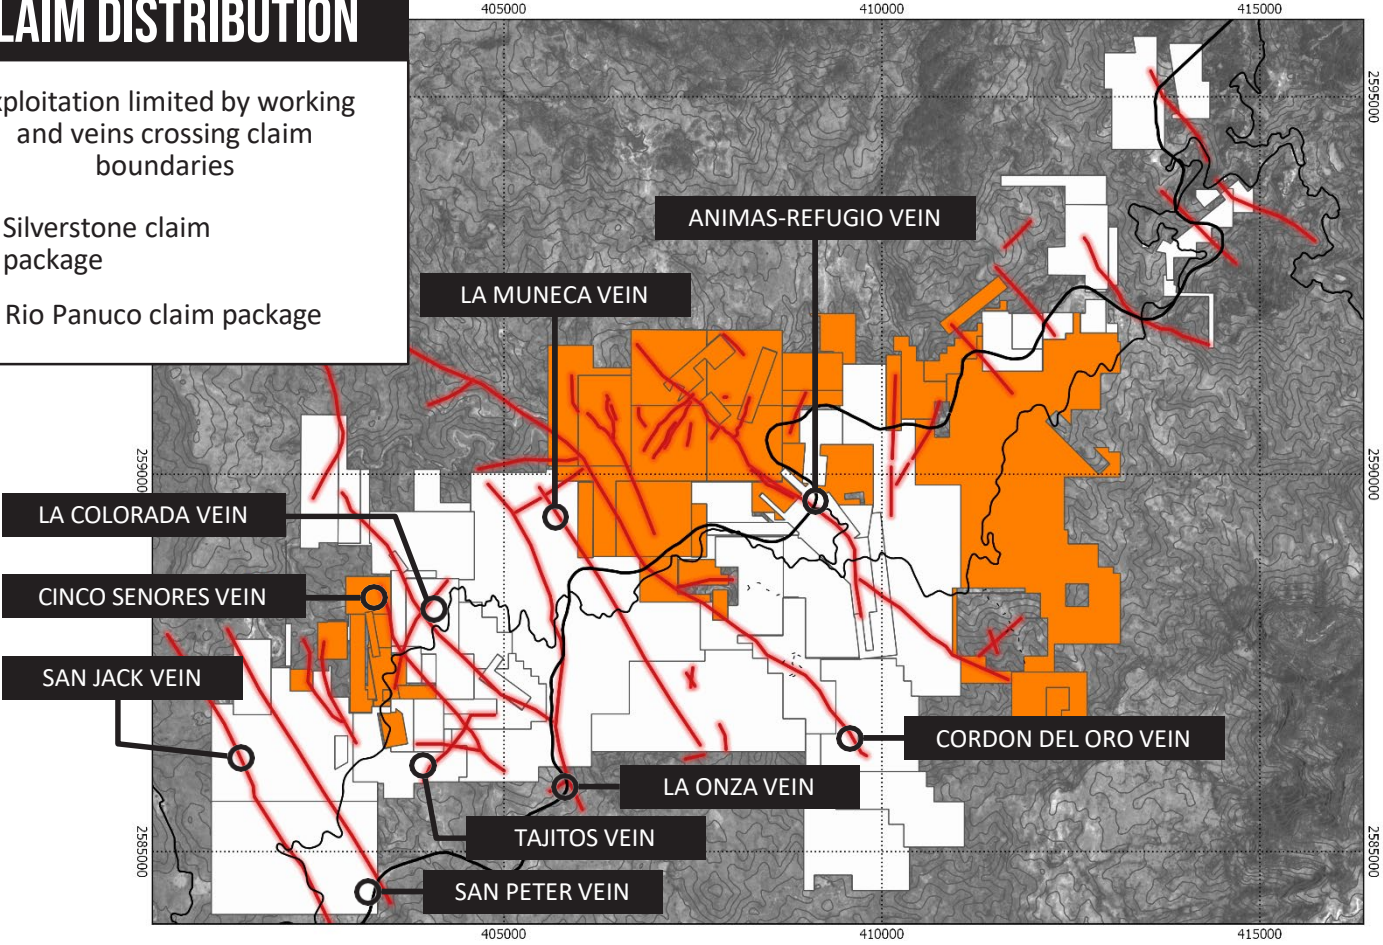 LAIM DISTRIBUTION
xploitation limited by working
and veins crossing claim
boundaries
Silverstone claim
package
Rio Panuco claim package
405000
410000
415000
2595000
ANIMAS-REFUGIO VEIN
LA MUNECA VEIN
2590000
2590000
LA COLORADA VEIN
CINCO SENORES VEIN
SAN JACK VEIN
CORDON DEL ORO VEIN
LA ONZA VEIN
TAJITOS VEIN
SAN PETER VEIN
2585000
2585000
405000
410000
415000